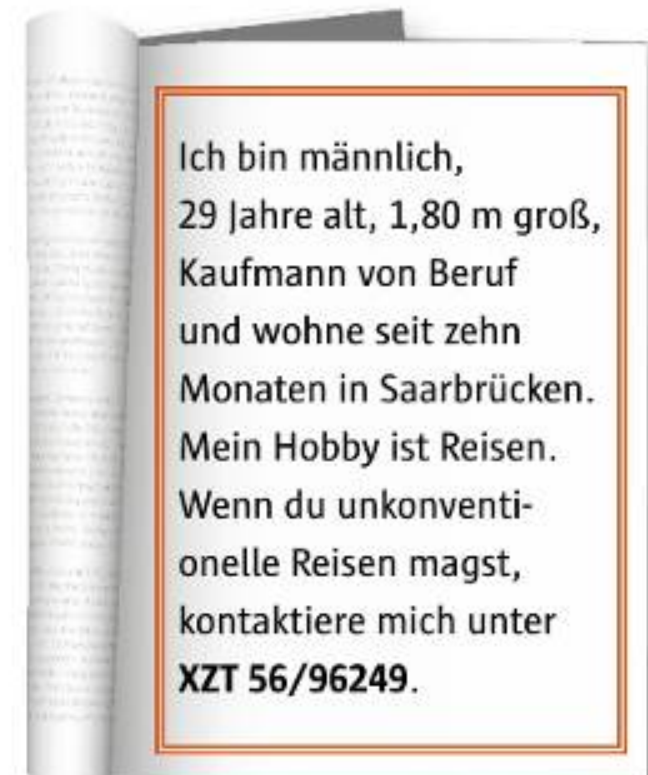 Ich bin männlich,
29 Jahre alt, 1,80 m groß,
Kaufmann von Beruf
und wohne seit zehn
Monaten in Saarbrücken.
Mein Hobby ist Reisen.
Wenn du unkonventi-
onelle Reisen magst,
kontaktiere mich unter
XZT 56/96249.